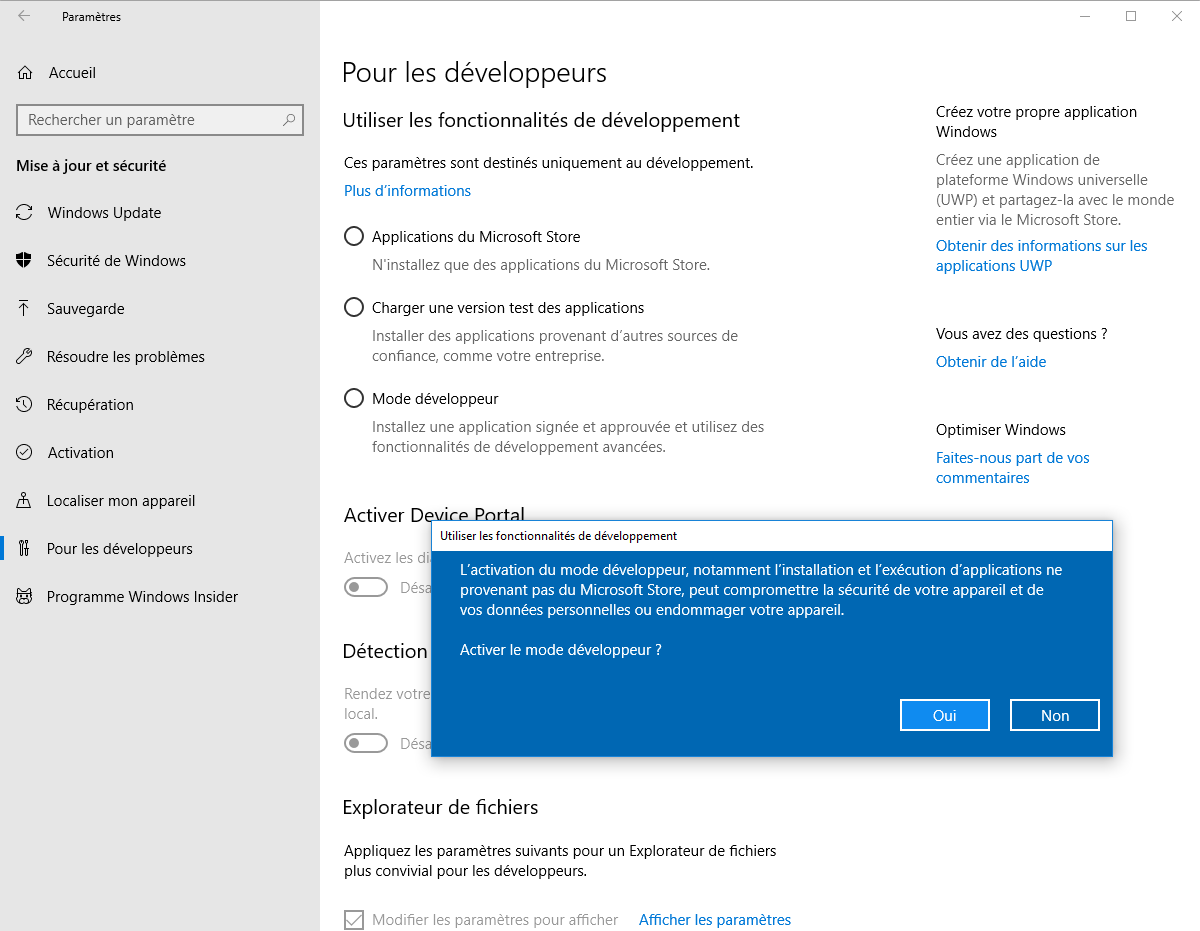 Paramètres
Accueil
Rechercher un paramètre
Mise à jour et sécurité
Windows Update
Sécurité de Windows
Sauvegarde
Résoudre les problèmes
Récupération
Activation
Localiser mon appareil
Pour les développeurs
Programme Windows Insider
Pour les développeurs
Utiliser les fonctionnalités de développement
Ces paramètres sont destinés uniquement au développement.
Plus d’informations
Applications du Microsoft Store
N'installez que des applications du Microsoft Store.
Charger une version test des applications
Installer des applications provenant d’autres sources de
confiance, comme votre entreprise.
Mode développeur
Installez une application signée et approuvée et utilisez des
fonctionnalités de développement avancées.
Activer Device Portal
Activez les
Désa
Détection
Rendez votre
local.
Désa
Utiliser les fonctionnalités de développement
L’activation du mode développeur, notamment l’installation et l’exécution d’applications ne
provenant pas du Microsoft Store, peut compromettre la sécurité de votre appareil et de
vos données personnelles ou endommager votre appareil.
Activer le mode développeur ?
Oui
Non
Explorateur de fichiers
Appliquez les paramètres suivants pour un Explorateur de fichiers
plus convivial pour les développeurs.
Modifier les paramètres pour afficher
Afficher les paramètres
Créez votre propre application
Windows
Créez une application de
plateforme Windows universelle
(UWP) et partagez-la avec le monde
entier via le Microsoft Store.
Obtenir des informations sur les
applications UWP
Vous avez des questions ?
Obtenir de l’aide
Optimiser Windows
Faites-nous part de vos
commentaires